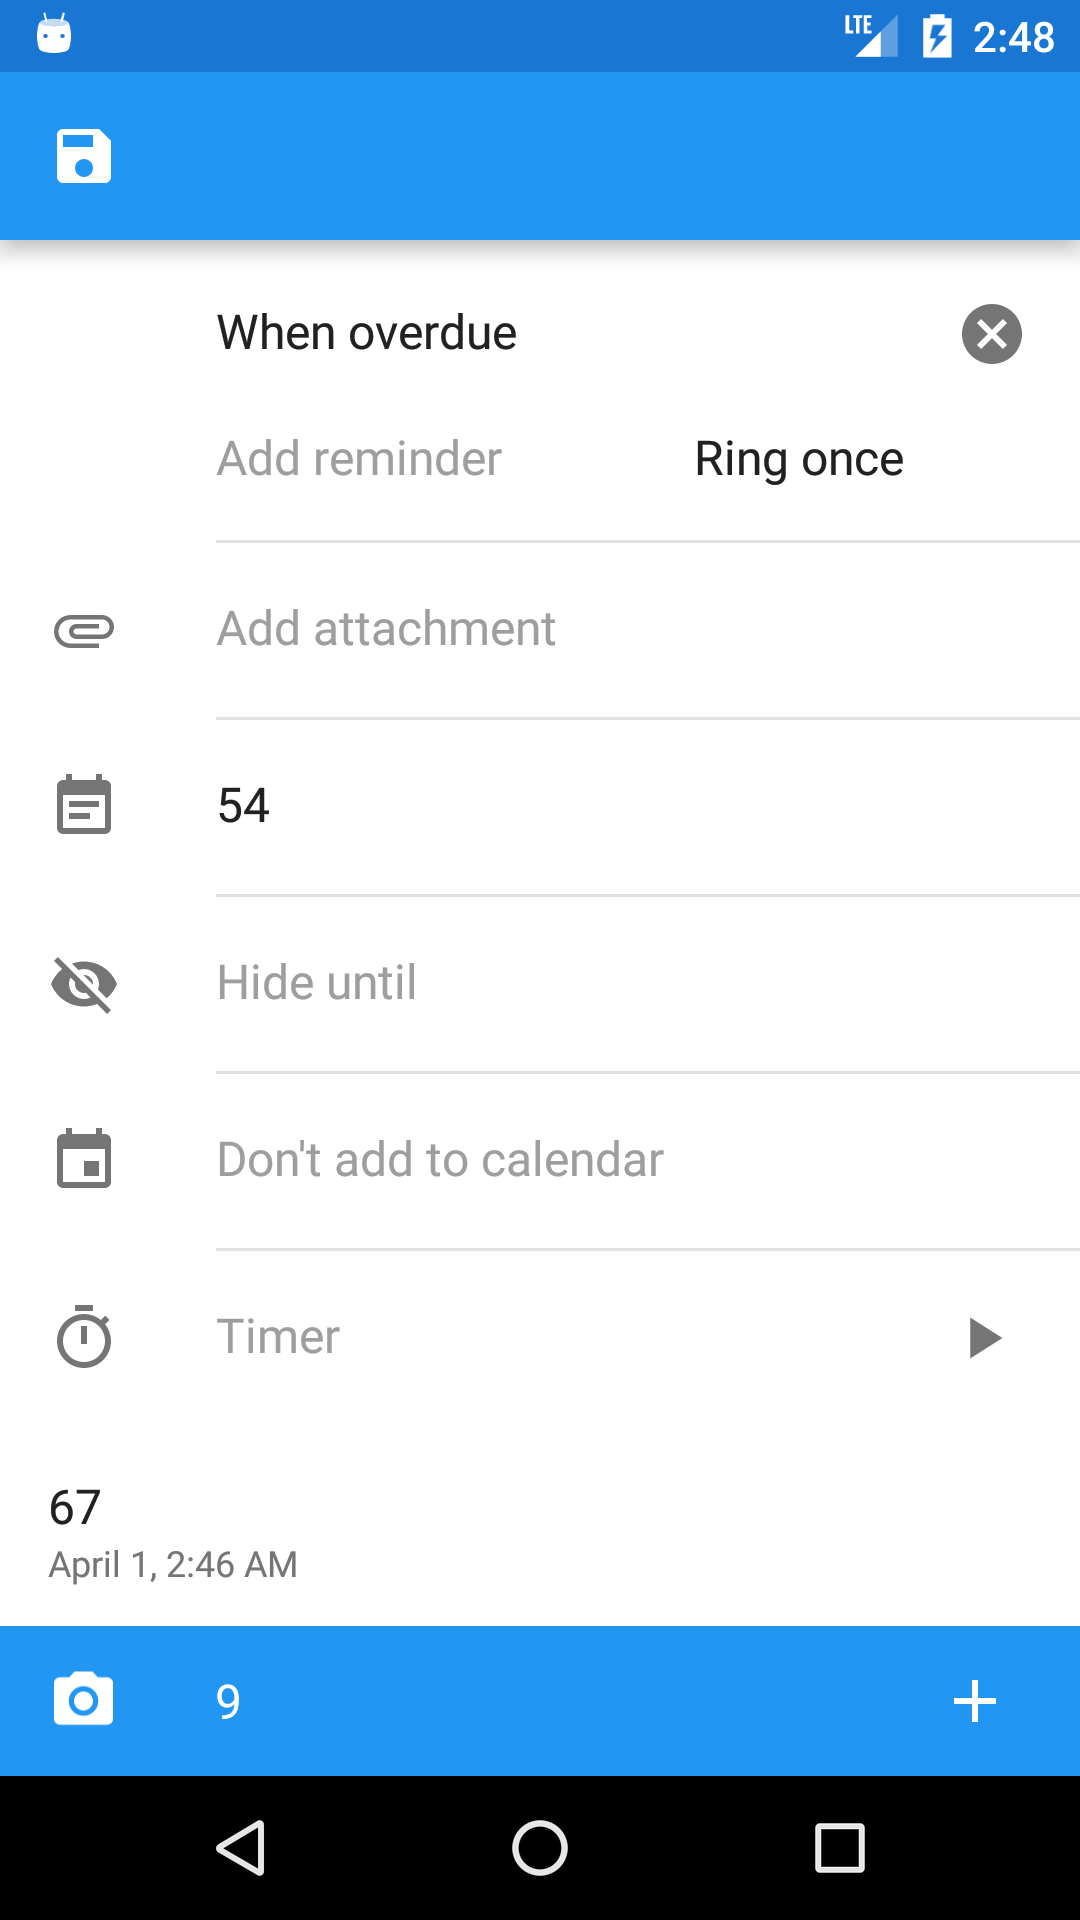 LTE 2:48
When overdue
Add reminder Ring once
Add attachment
54
Hide until
Don't add to calendar
Timer
67
April 1, 2:46 AM
9